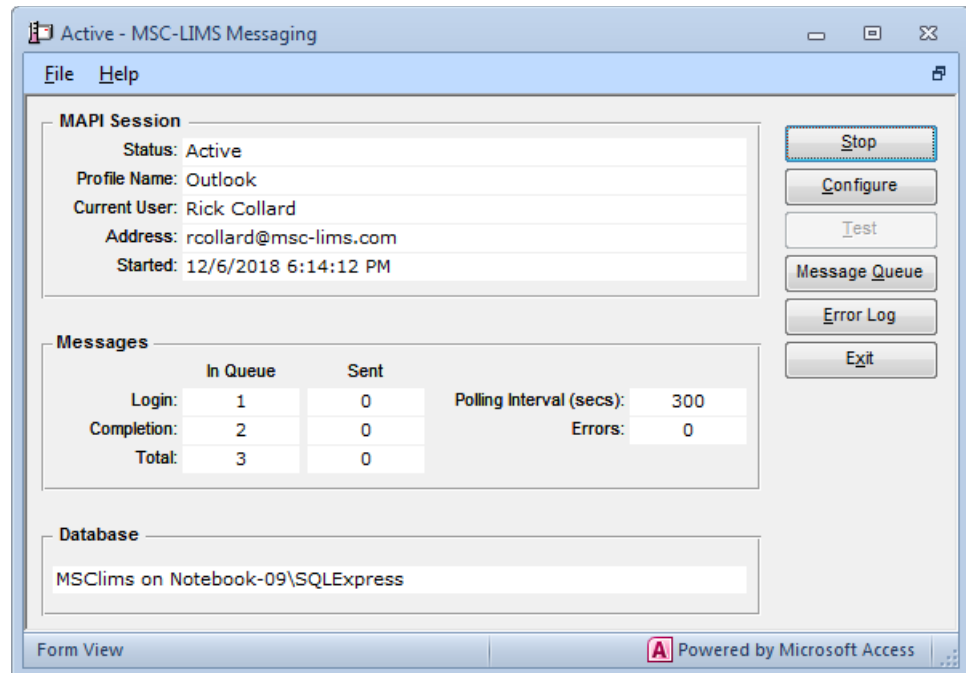 Active - MSC-LIMS Messaging
File Help
MAPI Session
Status: Active
Profile Name: Outlook
Current User: Rick Collard
Address: rcollard@msc-lims.com
Started: 12/6/2018 6:14:12 PM
Stop
Configure
Test
Message Queue
Error Log
Exit
Messages
In Queue Sent
Login: 1 0 Polling Interval (secs): 300
Completion: 2 0 Errors: 0
Total: 3 0
Database
MSClims on Notebook-09\SQLExpress
Form View A Powered by Microsoft Access